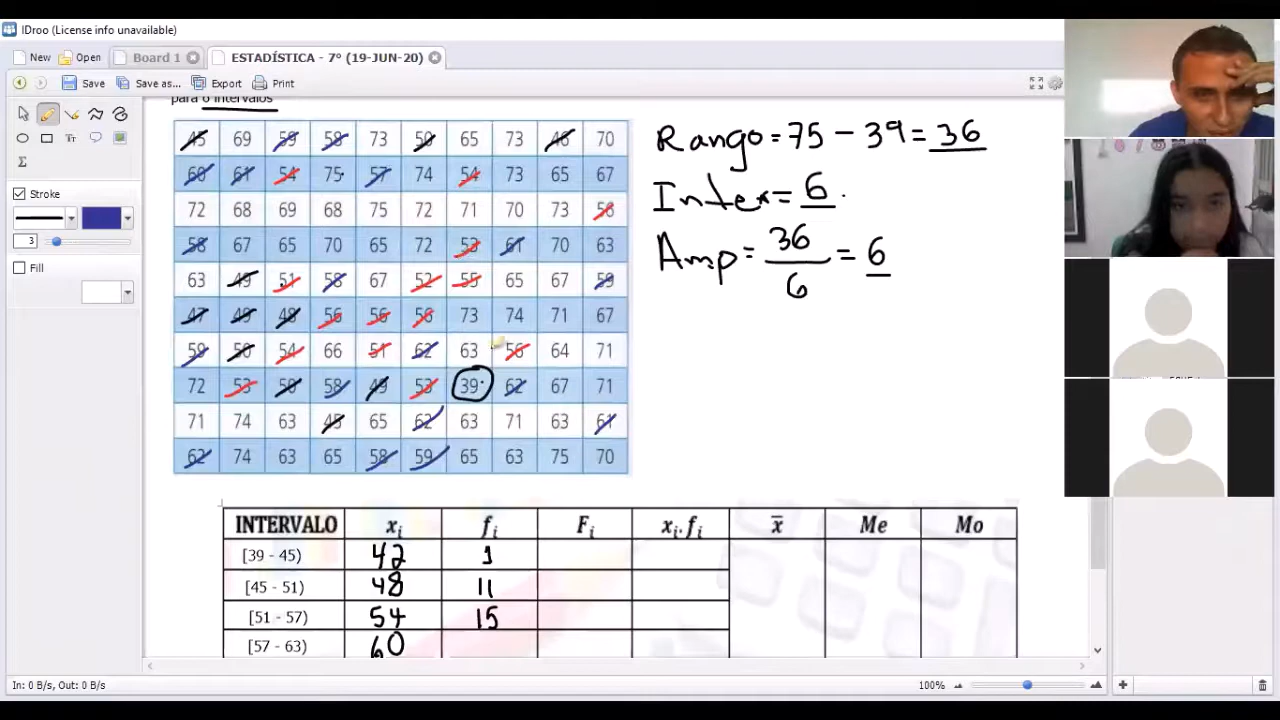 IDroo (License info unavailable)
New Open Board 1 ESTADÍSTICA - 7º (19-JUN-20)
Save Save as... Export Print
para 6 intervalos
Stroke
3
Fill
45 69 59 58 73 50 65 73 46 70
60 61 54 75 57 74 54 73 65 67
72 68 69 68 75 72 71 70 73 56
58 67 65 70 65 72 53 61 70 63
63 49 51 58 67 52 55 65 67 59
47 49 48 56 56 56 73 74 71 67
59 50 54 66 51 62 63 56 64 71
72 53 50 58 49 53 39 62 67 71
71 74 63 45 65 62 63 71 63 61
62 74 63 65 58 59 65 63 75 70
Rango = 75 - 39 = 36
Inter = 6
Amp = 36/6 = 6
INTERVALO xᵢ fᵢ Fᵢ xᵢ.fᵢ x̅ Me Mo
[39 - 45) 42 1
[45 - 51) 48 11
[51 - 57) 54 15
[57 - 63) 60
In: 0 B/s, Out: 0 B/s
100%